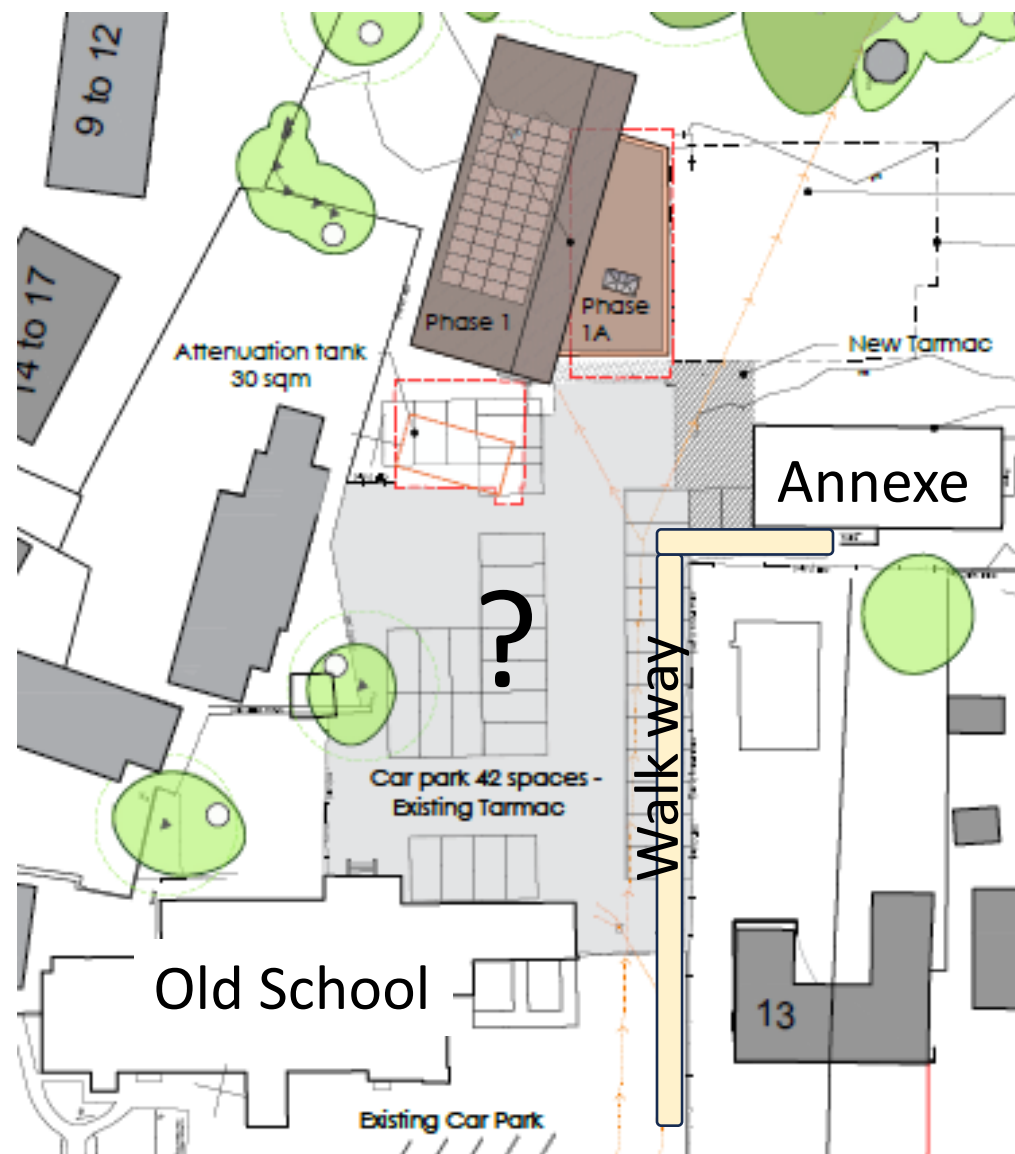 9 to 12
14 to 17
Phase 1
Phase
1A
Attenuation tank
30 sqm
New Tarmac
Annexe
?
Walk way
Car park 42 spaces -
Existing Tarmac
Old School
13
Existing Car Park